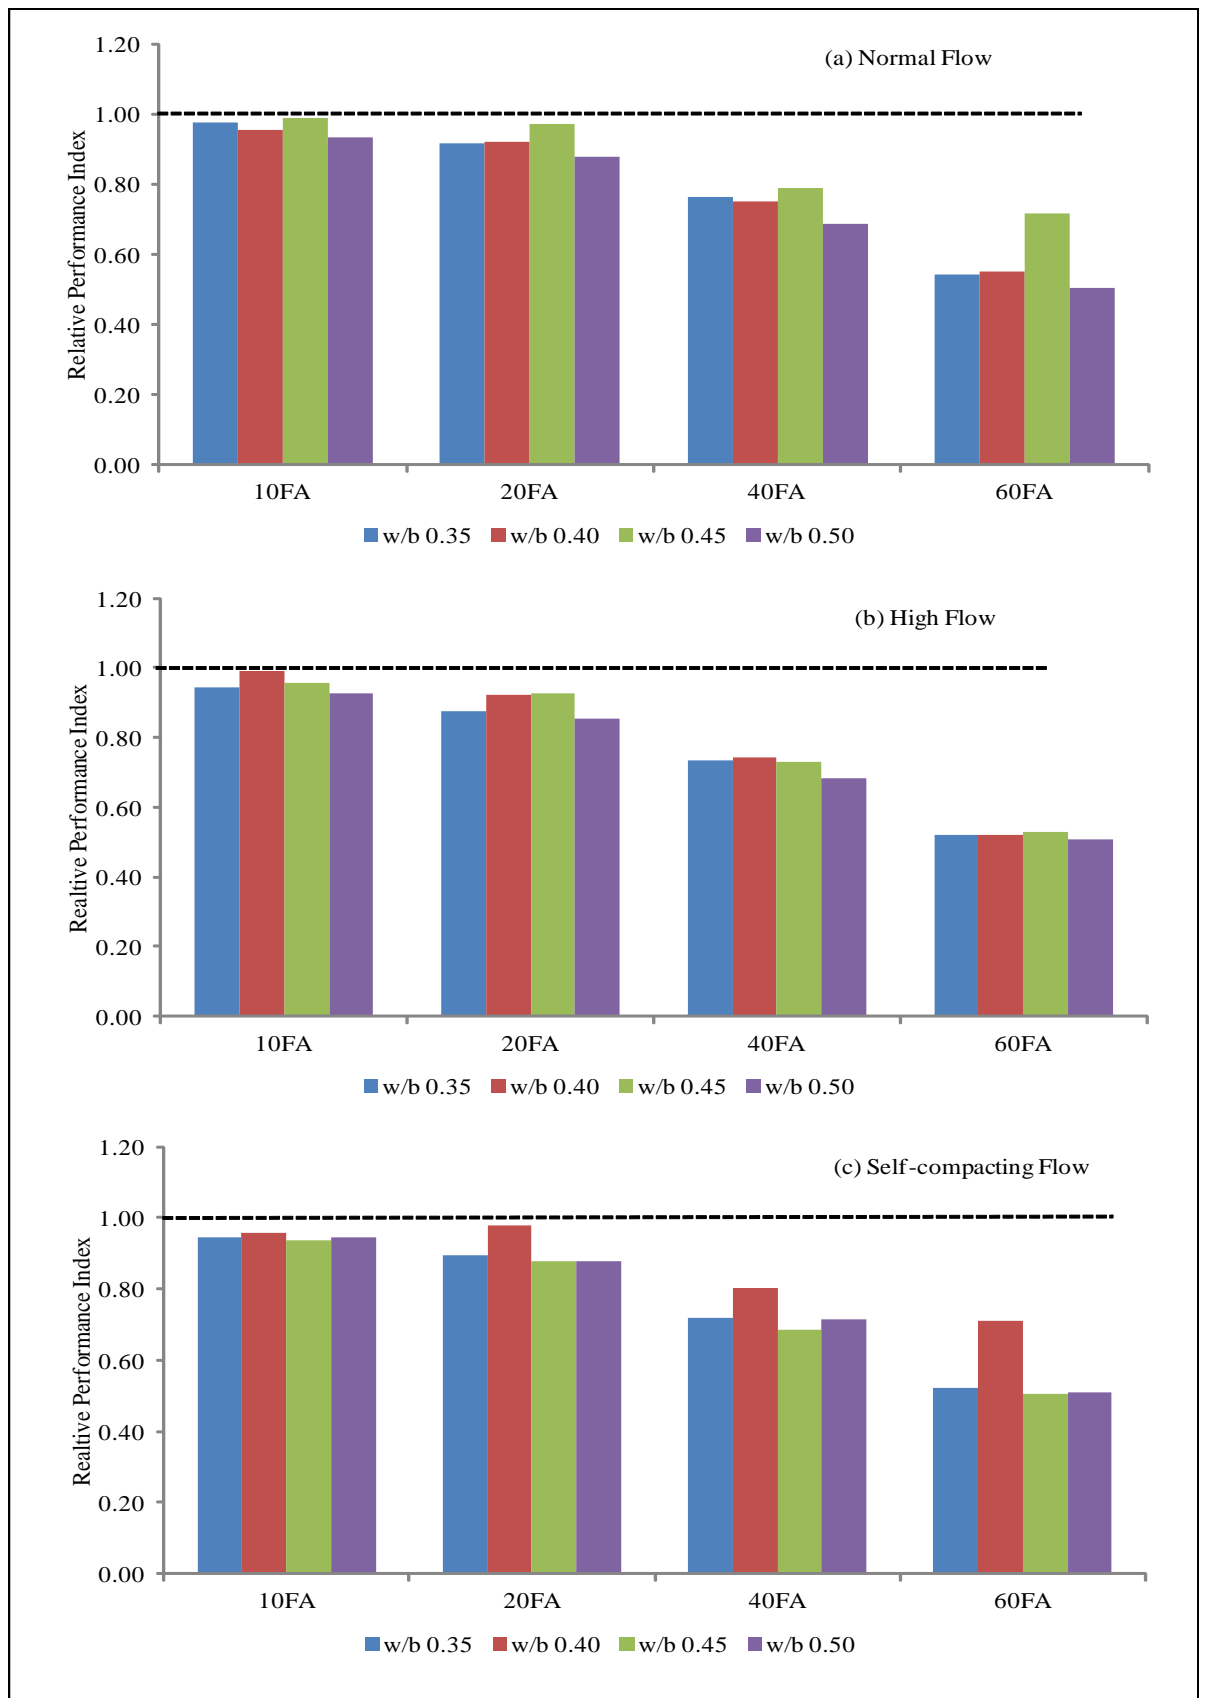 (a) Normal Flow
Relative Performance Index
1.20
1.00
0.80
0.60
0.40
0.20
0.00
10FA 20FA 40FA 60FA
w/b 0.35 w/b 0.40 w/b 0.45 w/b 0.50
(b) High Flow
Realtive Performance Index
1.20
1.00
0.80
0.60
0.40
0.20
0.00
10FA 20FA 40FA 60FA
w/b 0.35 w/b 0.40 w/b 0.45 w/b 0.50
(c) Self-compacting Flow
Realtive Performance Index
1.20
1.00
0.80
0.60
0.40
0.20
0.00
10FA 20FA 40FA 60FA
w/b 0.35 w/b 0.40 w/b 0.45 w/b 0.50